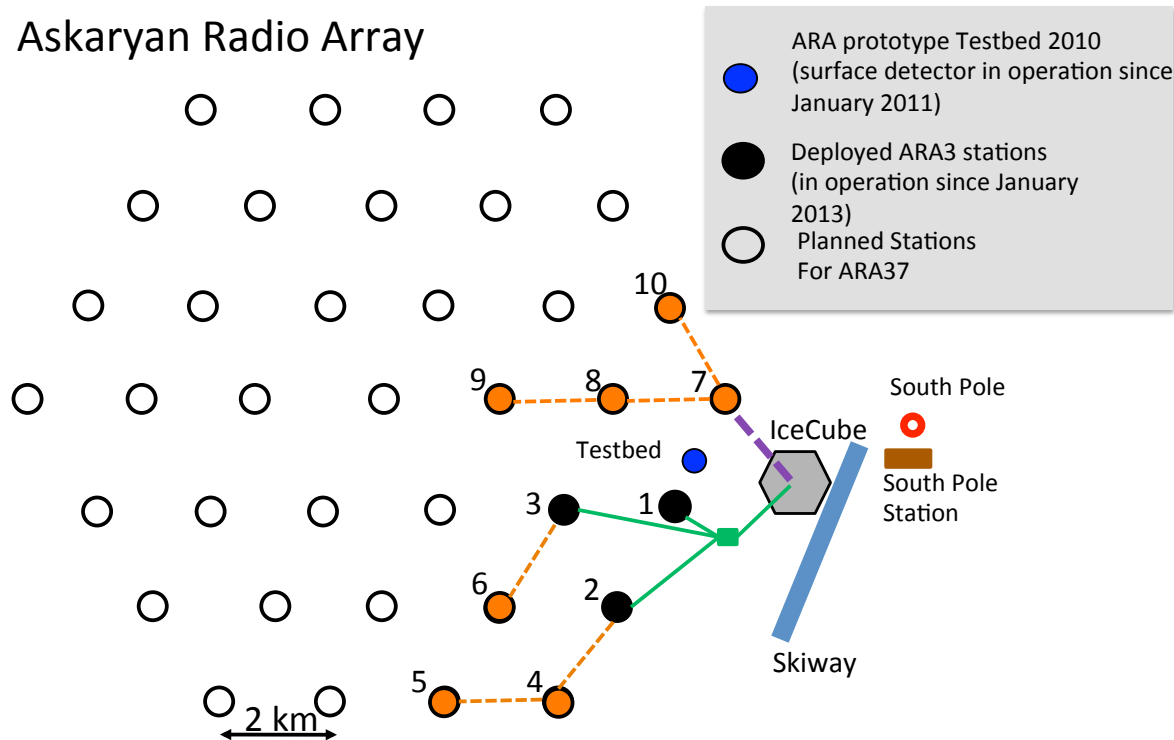 Askaryan Radio Array
ARA prototype Testbed 2010
(surface detector in operation since
January 2011)
Deployed ARA3 stations
(in operation since January
2013)
Planned Stations
For ARA37
10
9
8
7
South Pole
IceCube
Testbed
South Pole
Station
3
1
6
2
Skiway
5
4
2 km